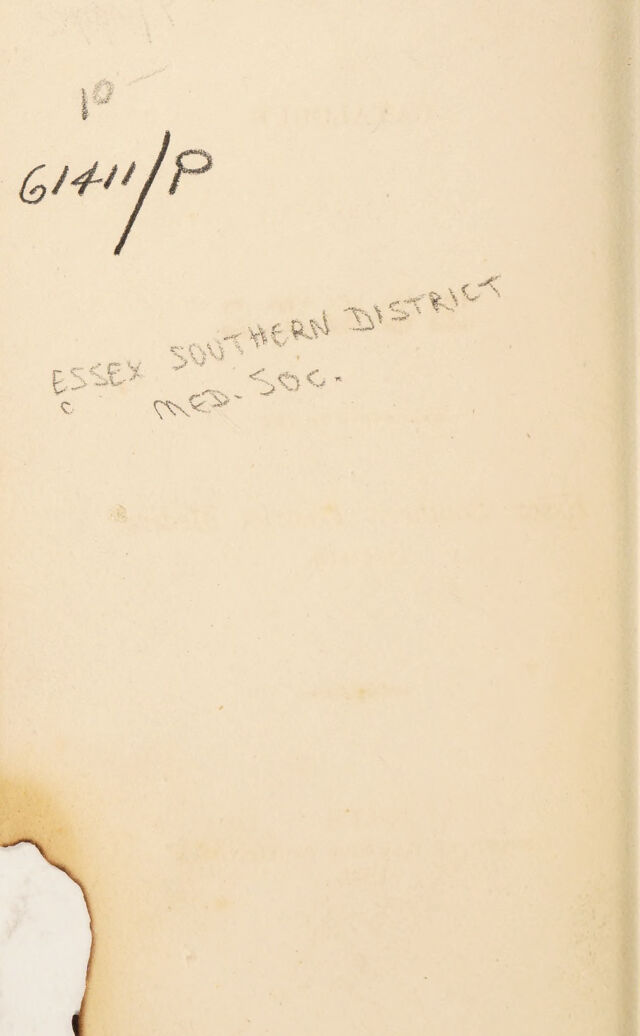 10
61411/P
ESSEX SOUTHERN DISTRICT
C MED. SOC.